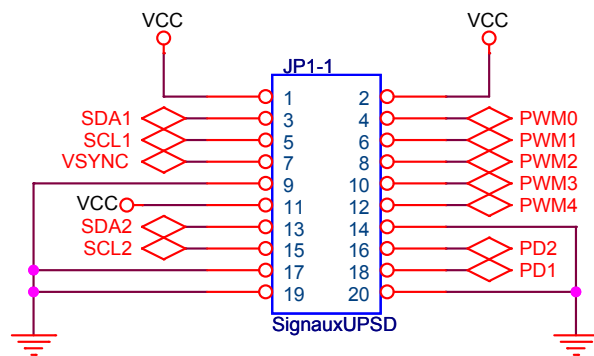 VCC VCC
JP1-1
1 2
SDA1 3 4 PWM0
SCL1 5 6 PWM1
VSYNC 7 8 PWM2
9 10 PWM3
VCC 11 12 PWM4
SDA2 13 14
SCL2 15 16 PD2
17 18 PD1
19 20
SignauxUPSD